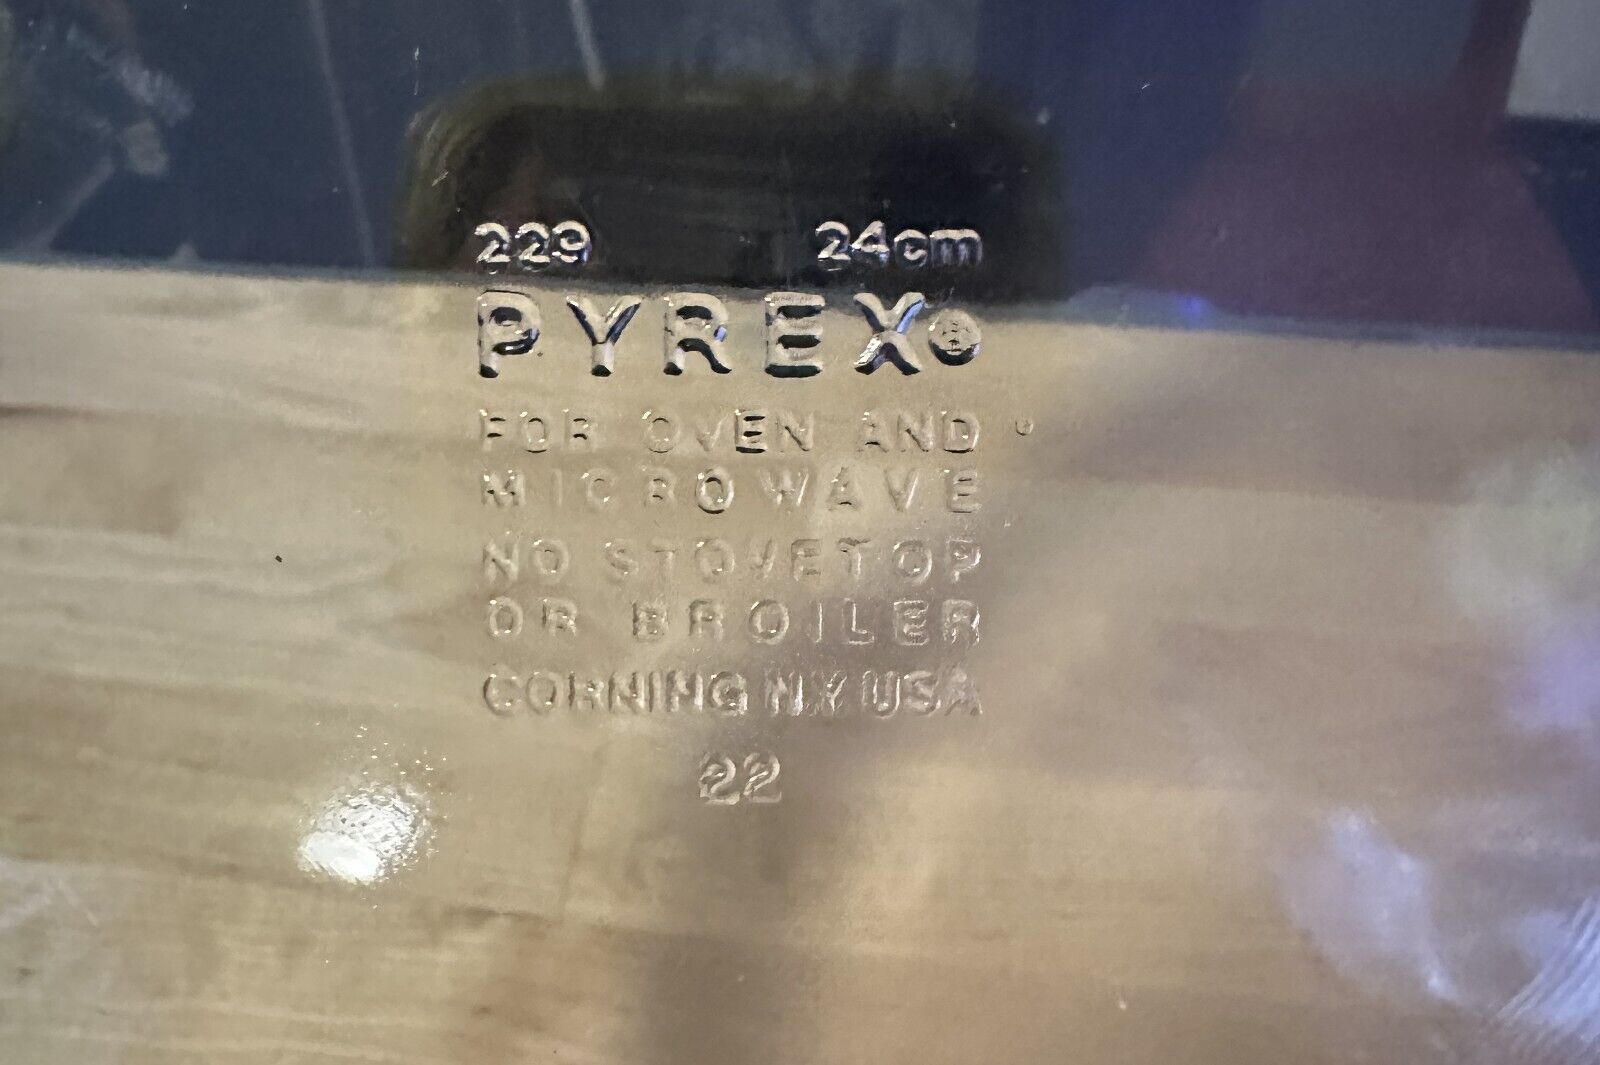 229 24cm
PYREX®
FOR OVEN AND
MICROWAVE
NO STOVETOP
OR BROILER
CORNING NY USA
22